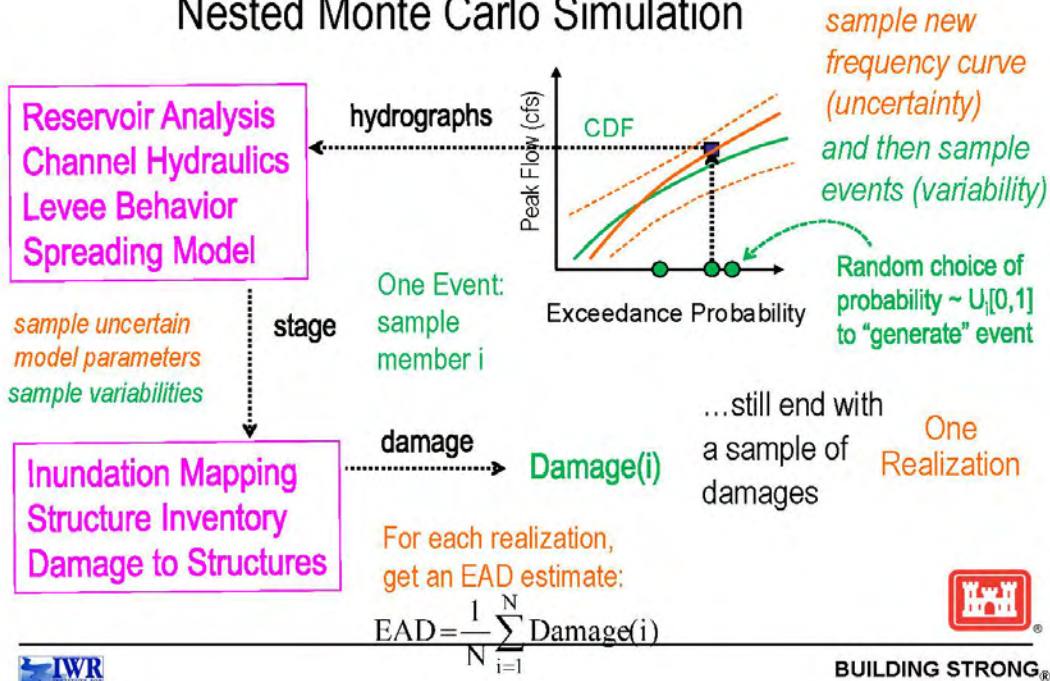 Nested Monte Carlo Simulation
sample new
frequency curve
(uncertainty)
and then sample
events (variability)
Reservoir Analysis
Channel Hydraulics
Levee Behavior
Spreading Model
hydrographs
Peak Flow (cfs)
CDF
Exceedance Probability
Random choice of
probability ~ Ui[0,1]
to “generate” event
One Event:
sample
member i
sample uncertain
model parameters
sample variabilities
stage
Inundation Mapping
Structure Inventory
Damage to Structures
damage
Damage(i)
…still end with
a sample of
damages
One
Realization
For each realization,
get an EAD estimate:
EAD = 1/N ∑ i=1 N Damage(i)
®
IWR
BUILDING STRONG®